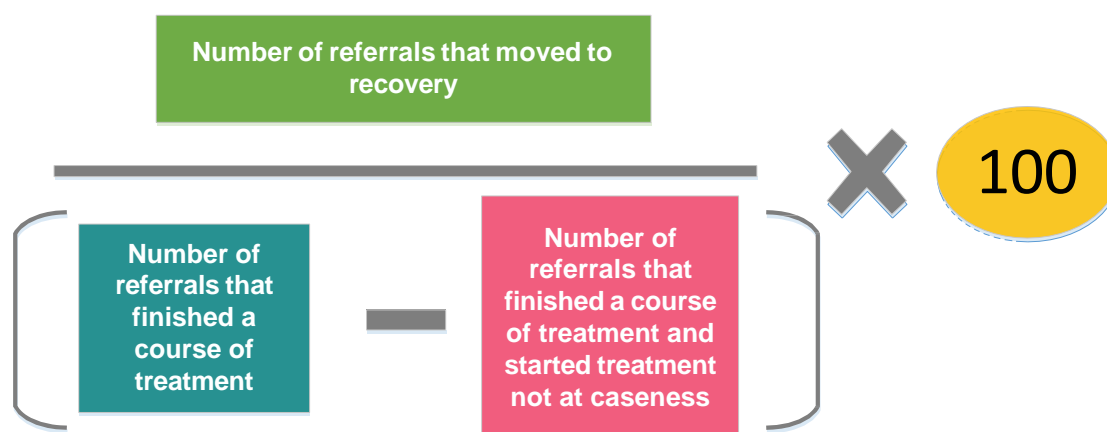 Number of referrals that moved to
recovery
100
Number of
referrals that
finished a
course of
treatment
Number of
referrals that
finished a course
of treatment and
started treatment
not at caseness